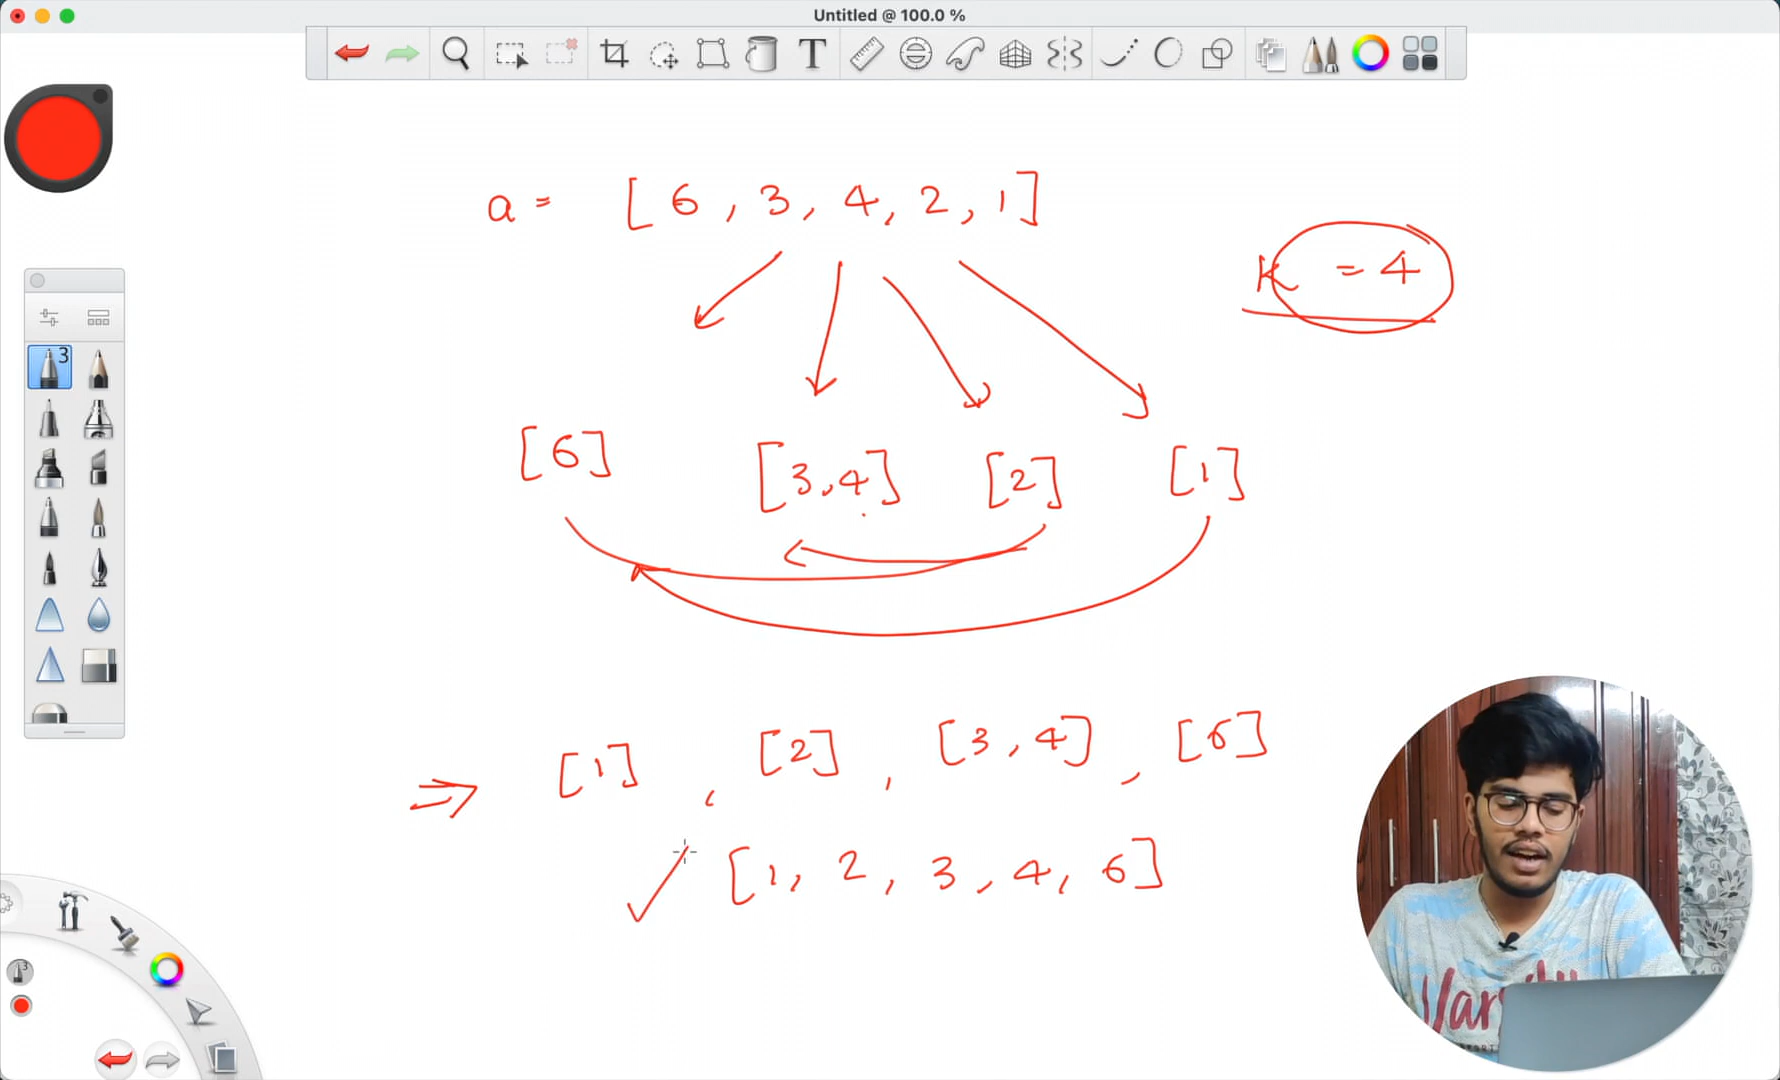 Untitled @ 100.0 %
a = [ 6 , 3 , 4 , 2 , 1 ]
K = 4
[6] [3,4] [2] [1]
⇒ [1] , [2] , [3 , 4] , [6]
✓ [1, 2 , 3 , 4 , 6]
3
T